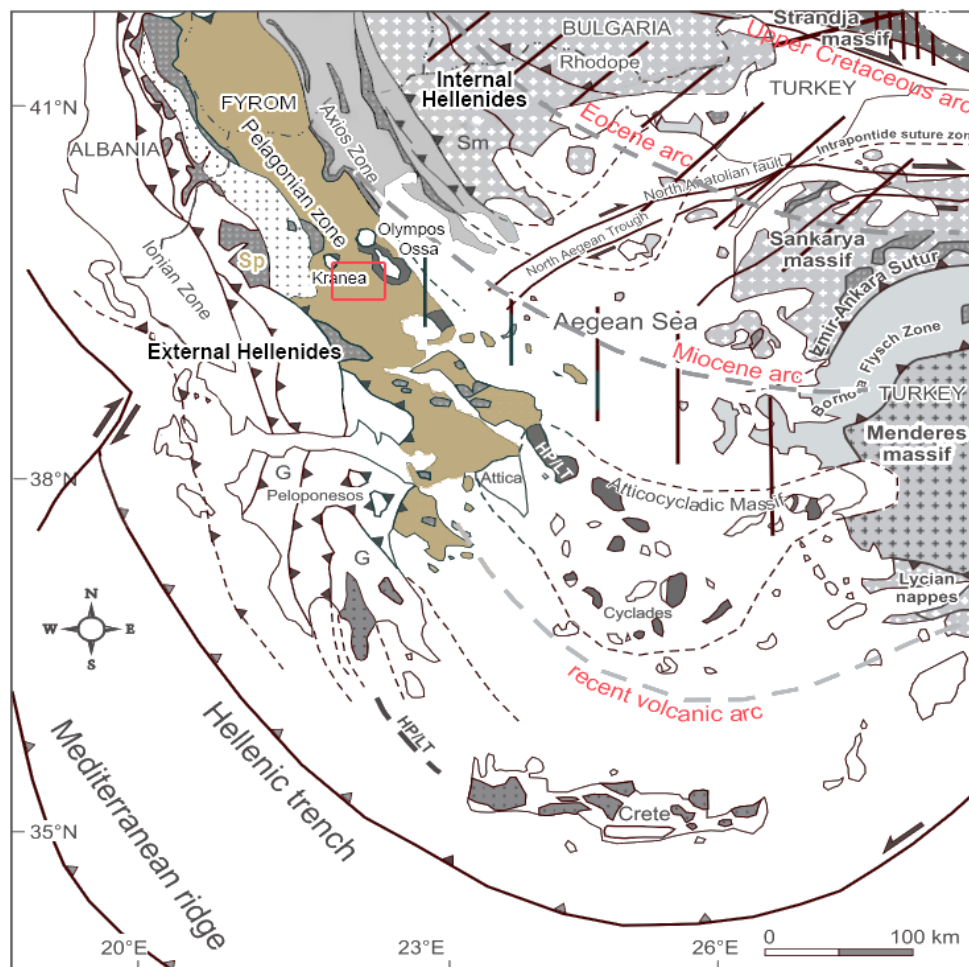 Strandja
massif
BULGARIA
Upper Cretaceous arc
Rhodope
Internal
Hellenides
TURKEY
41°N
FYROM
Axios Zone
Eocene arc
Intrapontide suture zon
ALBANIA
Pelagonian zone
Sm
North Anatolian fault
Olympos
Ossa
North Aegean Trough
Sankarya
massif
Ionian Zone
Sp
Kranea
Izmir-Ankara Sutur
Aegean Sea
External Hellenides
Miocene arc
Bornova Flysch Zone
TURKEY
Menderes
massif
HP/LT
38°N
G
Attica
Peloponesos
Atticocycladic Massif
G
Lycian
nappes
N
W
E
S
Cyclades
recent volcanic arc
HP/LT
Hellenic trench
Mediterranean ridge
Crete
35°N
20°E
23°E
26°E
0
100 km